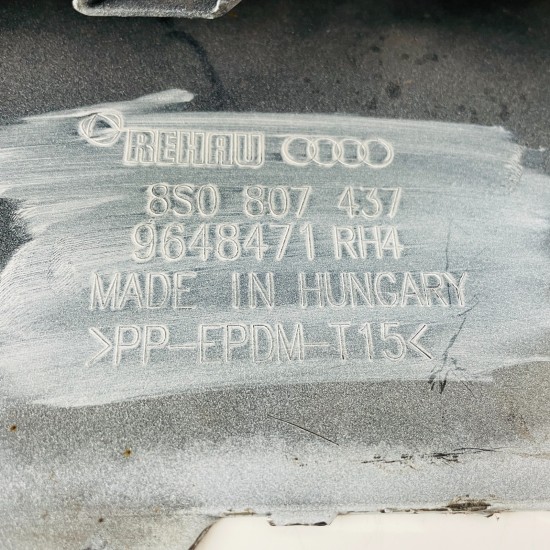 REHAU
8S0 807 437
9648471 RH4
MADE IN HUNGARY
>PP-EPDM-T15<